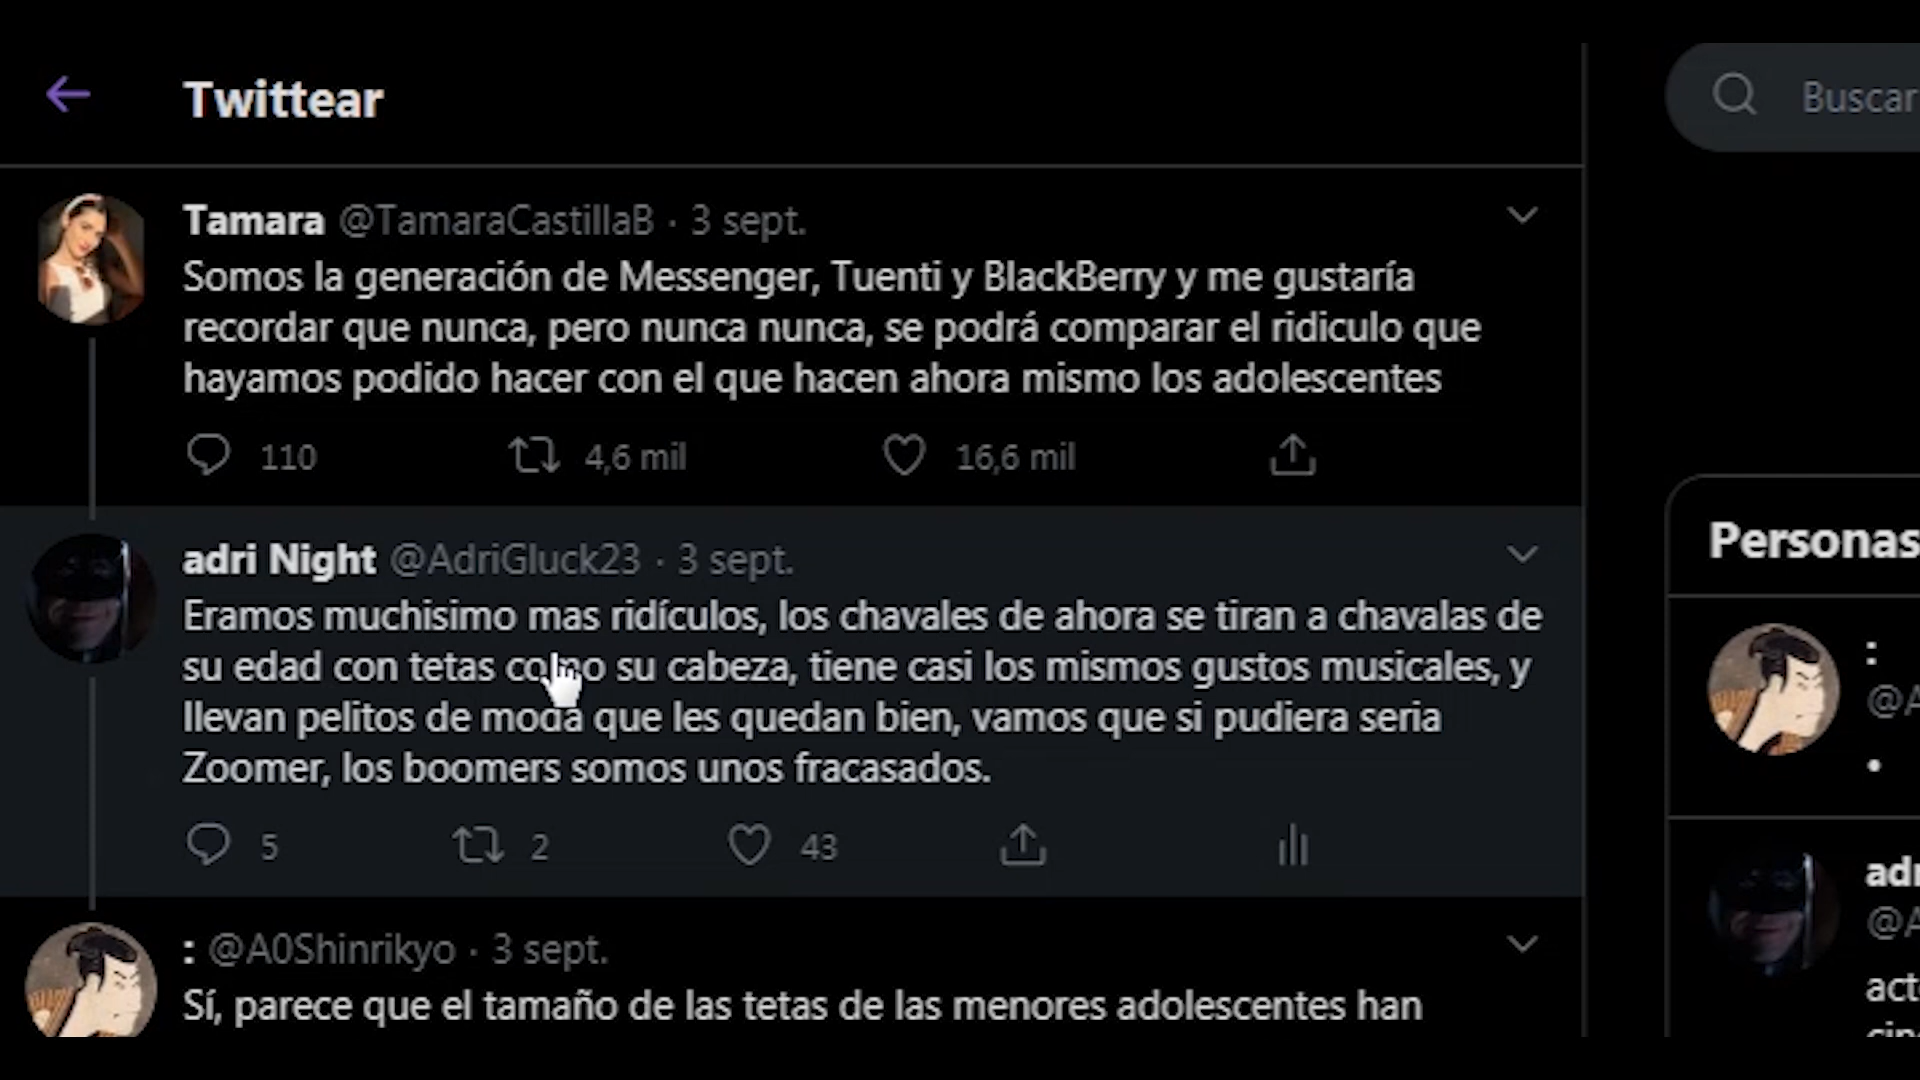 Twittear
Buscar
Tamara @TamaraCastillaB · 3 sept.
Somos la generación de Messenger, Tuenti y BlackBerry y me gustaría
recordar que nunca, pero nunca nunca, se podrá comparar el ridiculo que
hayamos podido hacer con el que hacen ahora mismo los adolescentes
110 4,6 mil 16,6 mil
adri Night @AdriGluck23 · 3 sept.
Eramos muchisimo mas ridículos, los chavales de ahora se tiran a chavalas de
su edad con tetas como su cabeza, tiene casi los mismos gustos musicales, y
llevan pelitos de moda que les quedan bien, vamos que si pudiera seria
Zoomer, los boomers somos unos fracasados.
5 2 43
: @A0Shinrikyo · 3 sept.
Sí, parece que el tamaño de las tetas de las menores adolescentes han
Personas
:
@A
•
adr
@A